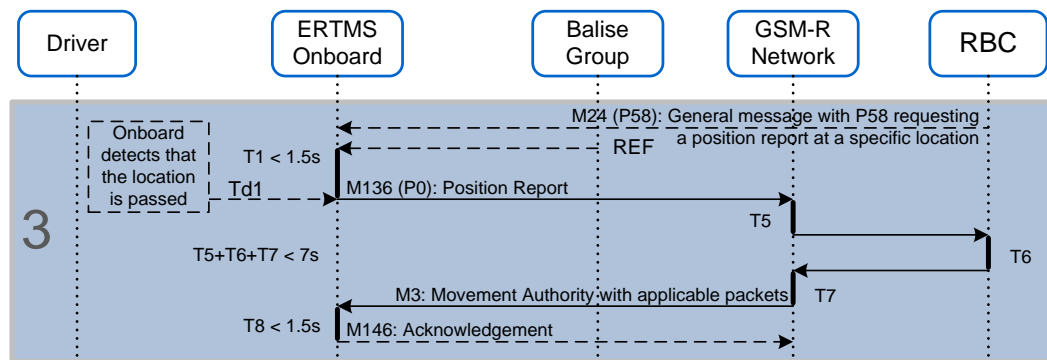 Driver
ERTMS
Onboard
Balise
Group
GSM-R
Network
RBC
M24 (P58): General message with P58 requesting
a position report at a specific location
Onboard
detects that
the location
is passed
T1 < 1.5s
REF
Td1
M136 (P0): Position Report
3
T5
T5+T6+T7 < 7s
T6
M3: Movement Authority with applicable packets
T7
T8 < 1.5s
M146: Acknowledgement